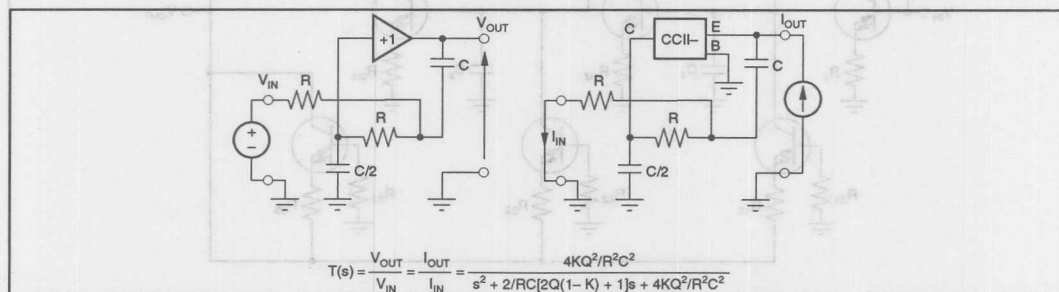 V_OUT
+1
C
V_IN
R
R
+
−
C/2
I_OUT
C
CCII−
E
B
C
R
R
I_IN
C/2
T(s) = V_OUT/V_IN = I_OUT/I_IN = 4KQ²/R²C² / s² + 2/RC[2Q(1− K) + 1]s + 4KQ²/R²C²